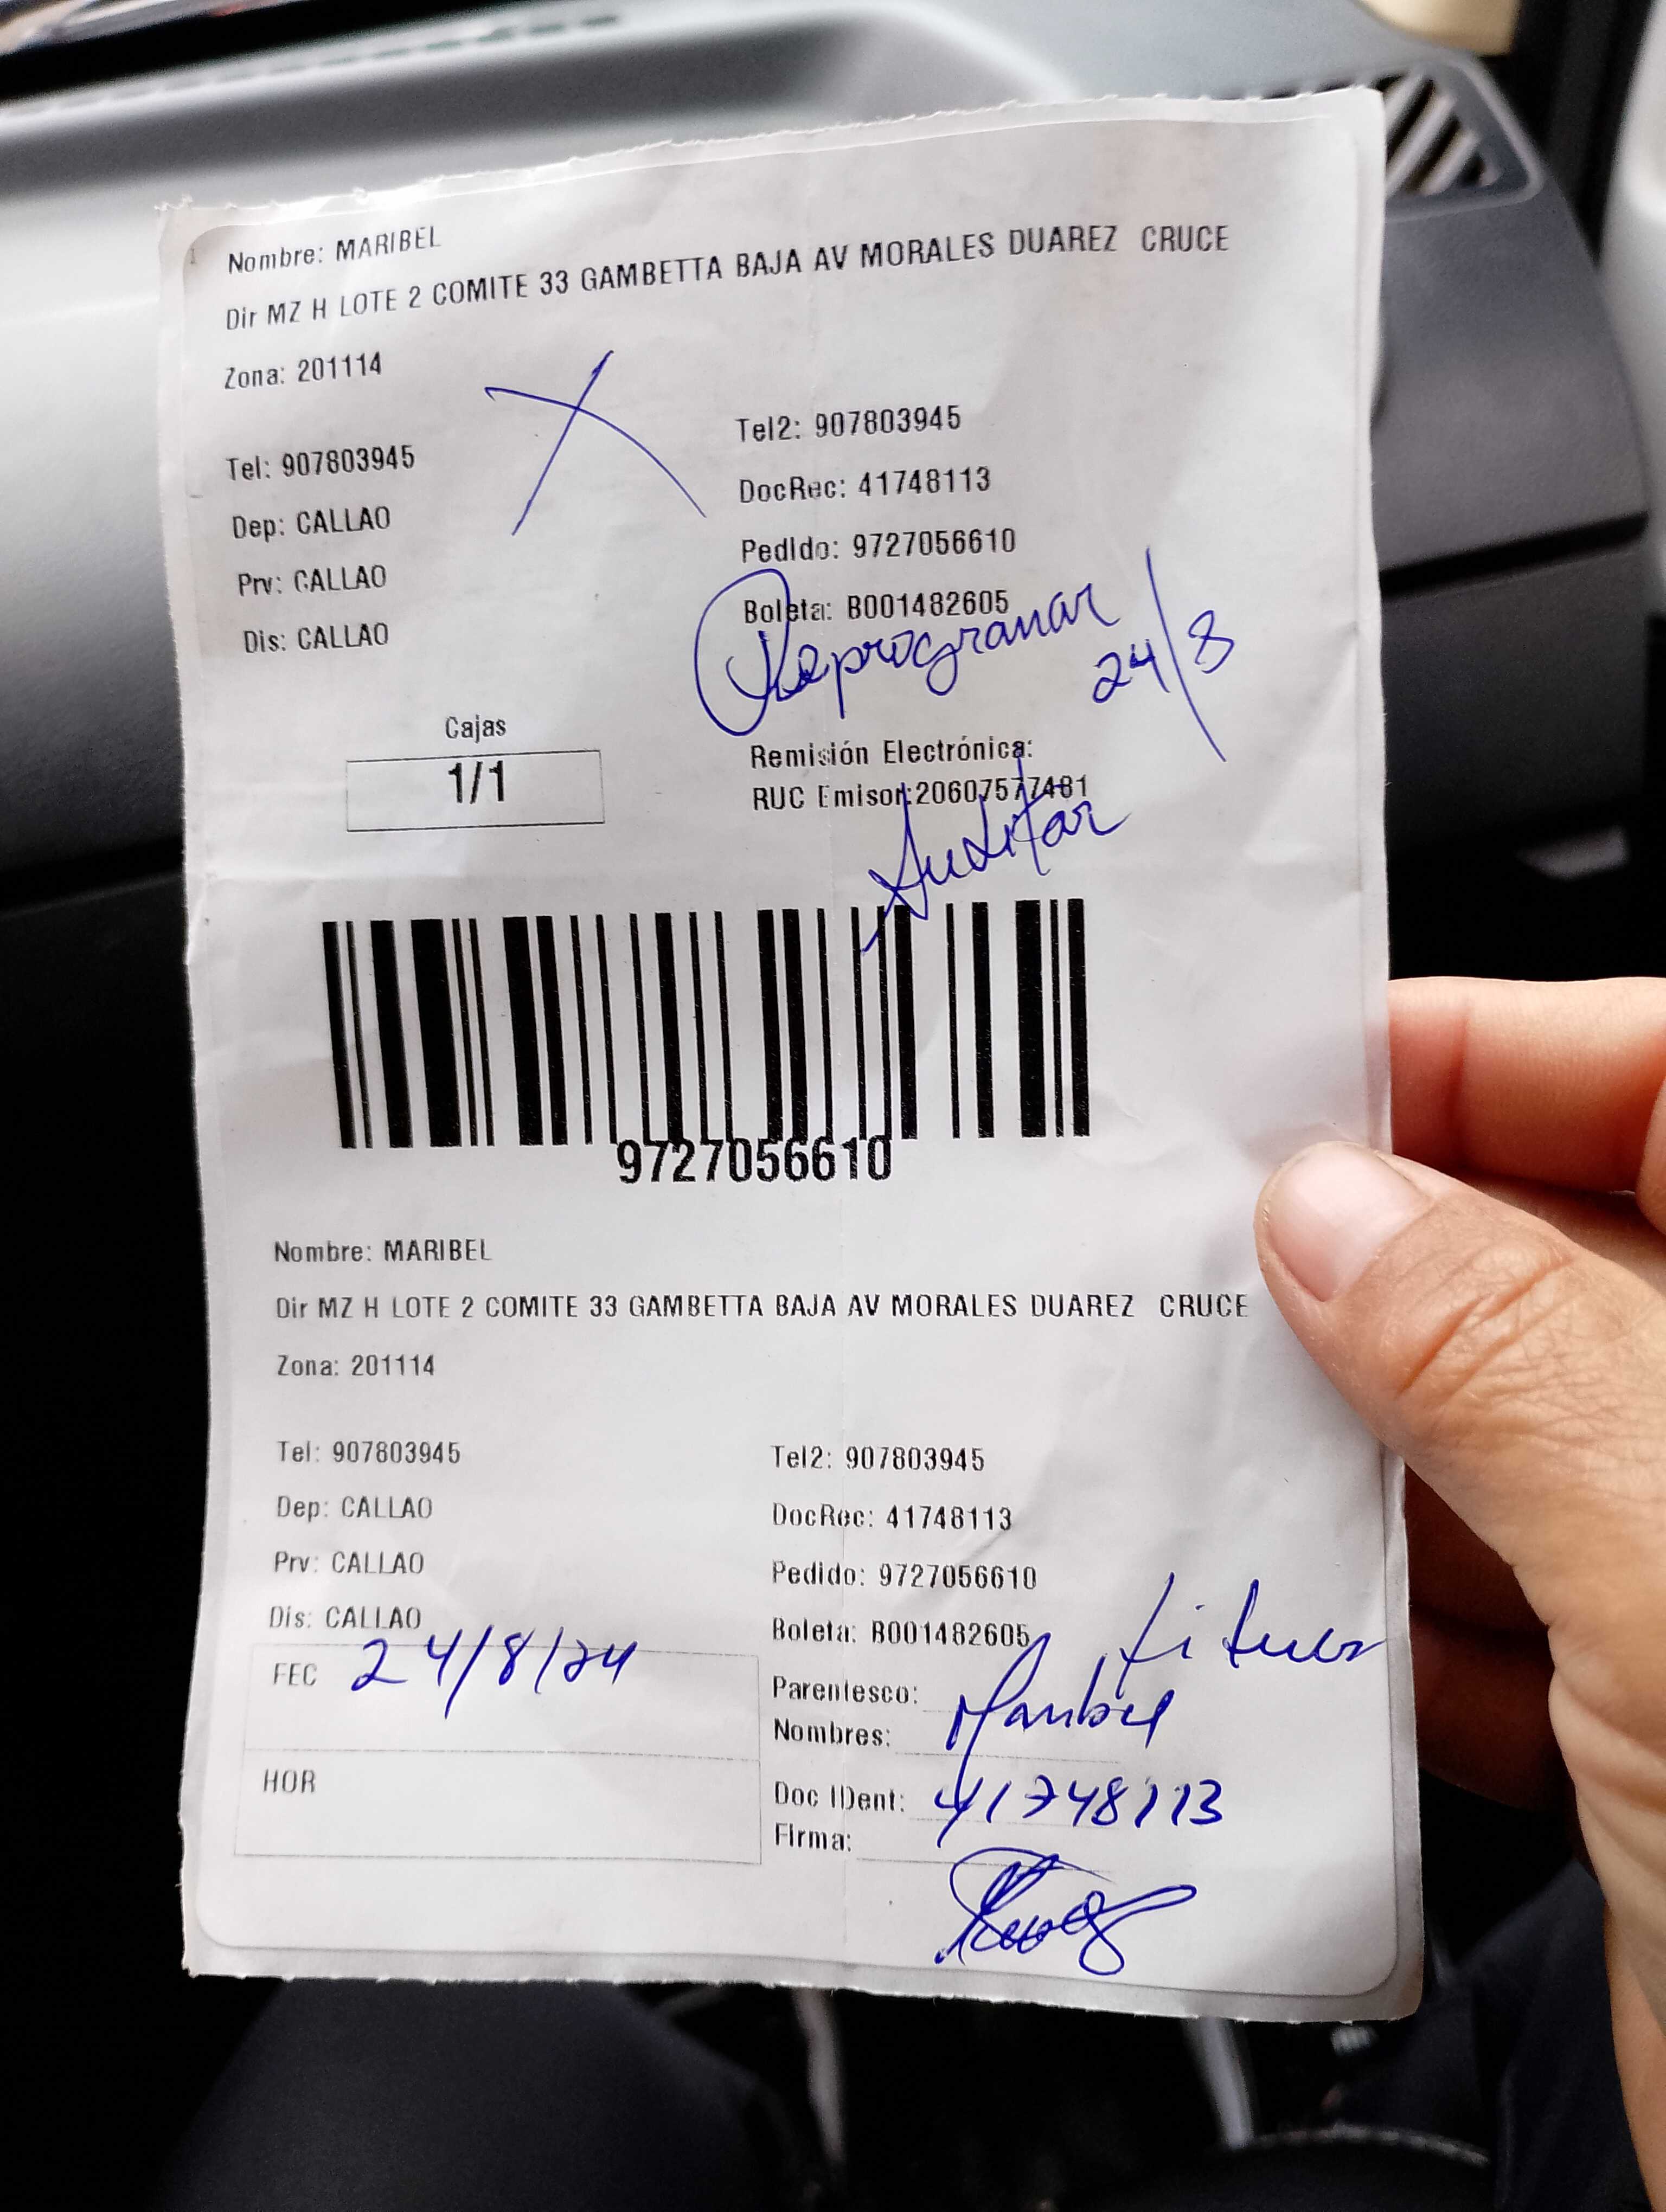 Nombre: MARIBEL
Dir MZ H LOTE 2 COMITE 33 GAMBETTA BAJA AV MORALES DUAREZ CRUCE
Zona: 201114
Tel: 907803945
Tel2: 907803945
Dep: CALLAO
DocRec: 41748113
Prv: CALLAO
Pedido: 9727056610
Dis: CALLAO
Boleta: B001482605
Reprogramar 24/8
Cajas
1/1
Remisión Electrónica:
RUC Emisor:20607577481
Auditar
9727056610
Nombre: MARIBEL
Dir MZ H LOTE 2 COMITE 33 GAMBETTA BAJA AV MORALES DUAREZ CRUCE
Zona: 201114
Tel: 907803945
Tel2: 907803945
Dep: CALLAO
DocRec: 41748113
Prv: CALLAO
Pedido: 9727056610
Dis: CALLAO
Boleta: B001482605
FEC 24/8/24
Parentesco:
Nombres: Maribel
HOR
Doc IDent: 41748113
Firma: